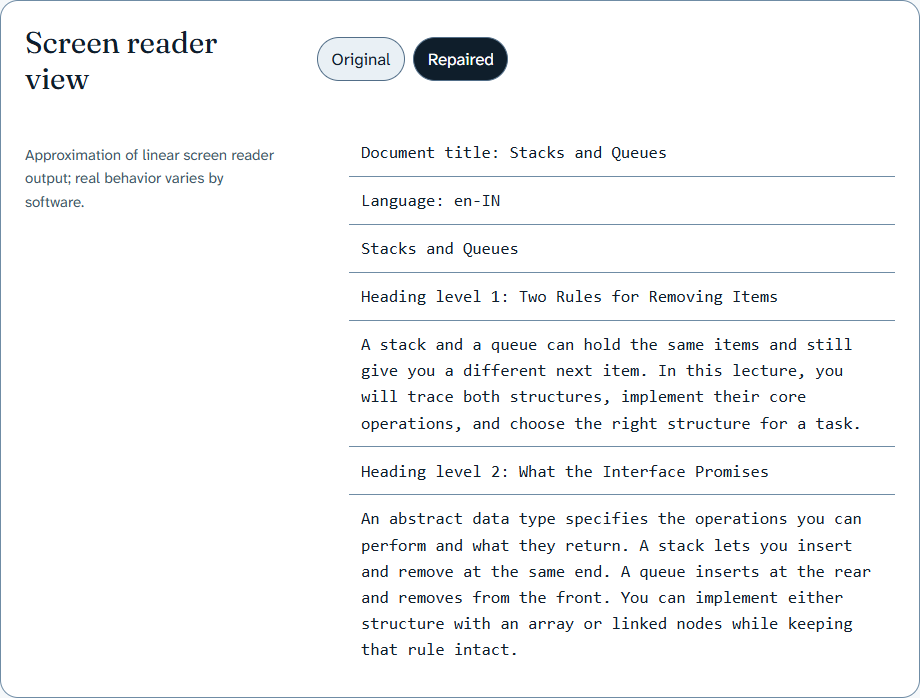 Screen reader
view
Original
Repaired
Approximation of linear screen reader
output; real behavior varies by
software.
Document title: Stacks and Queues
Language: en-IN
Stacks and Queues
Heading level 1: Two Rules for Removing Items
A stack and a queue can hold the same items and still
give you a different next item. In this lecture, you
will trace both structures, implement their core
operations, and choose the right structure for a task.
Heading level 2: What the Interface Promises
An abstract data type specifies the operations you can
perform and what they return. A stack lets you insert
and remove at the same end. A queue inserts at the rear
and removes from the front. You can implement either
structure with an array or linked nodes while keeping
that rule intact.